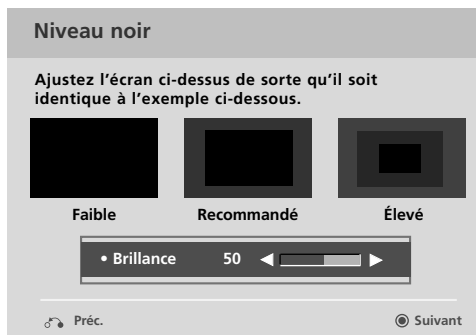 Niveau noir
Ajustez l'écran ci-dessus de sorte qu'il soit
identique à l'exemple ci-dessous.
Faible Recommandé Élevé
• Brillance 50 ◀ ▶
Préc. ◉ Suivant